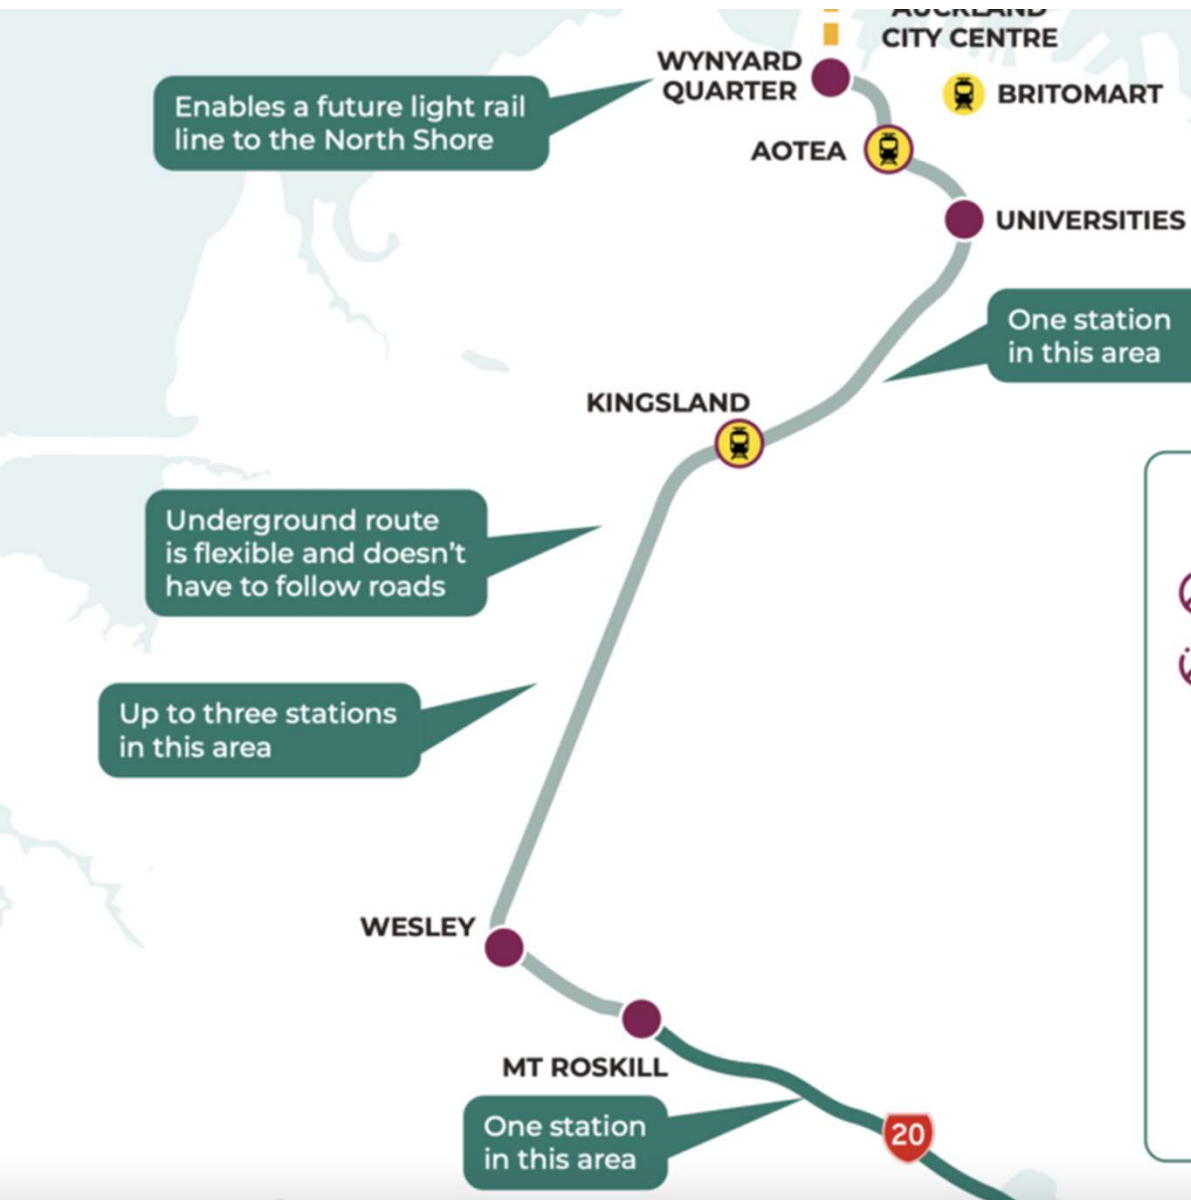 AUCKLAND
CITY CENTRE
WYNYARD
QUARTER
BRITOMART
Enables a future light rail
line to the North Shore
AOTEA
UNIVERSITIES
One station
in this area
KINGSLAND
Underground route
is flexible and doesn't
have to follow roads
Up to three stations
in this area
WESLEY
MT ROSKILL
One station
in this area
20